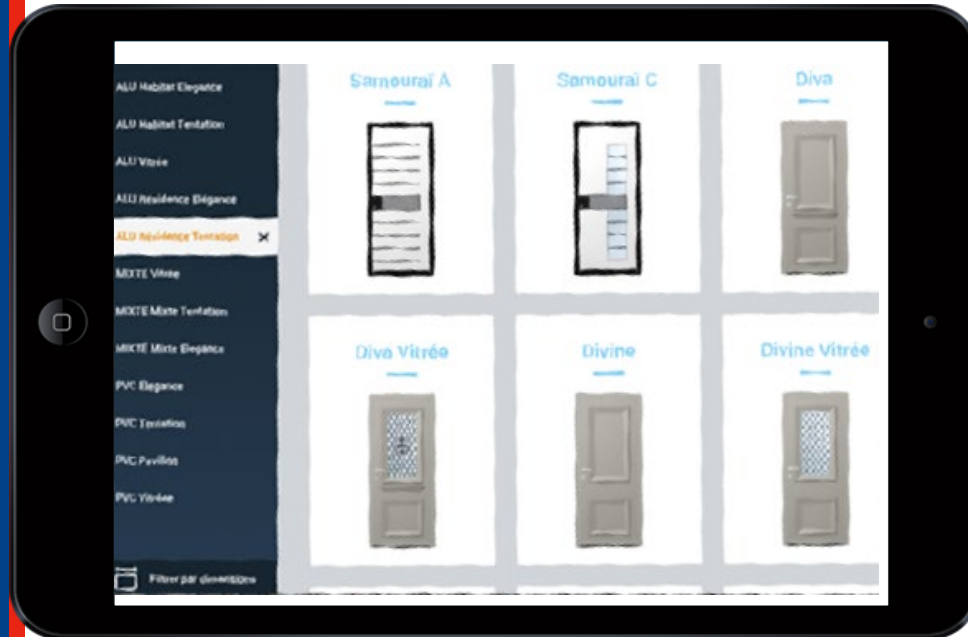 ALU Habitat Elegance
ALU Habitat Tentation
ALU Vitrée
ALU Résidence Elégance
ALU Résidence Tentation
MIXTE Vitrée
MIXTE Mixte Tentation
MIXTE Mixte Elegance
PVC Elegance
PVC Tentation
PVC Pavillon
PVC Vitrée
Filtrer par dimensions
Samouraï A
Samouraï C
Diva
Diva Vitrée
Divine
Divine Vitrée